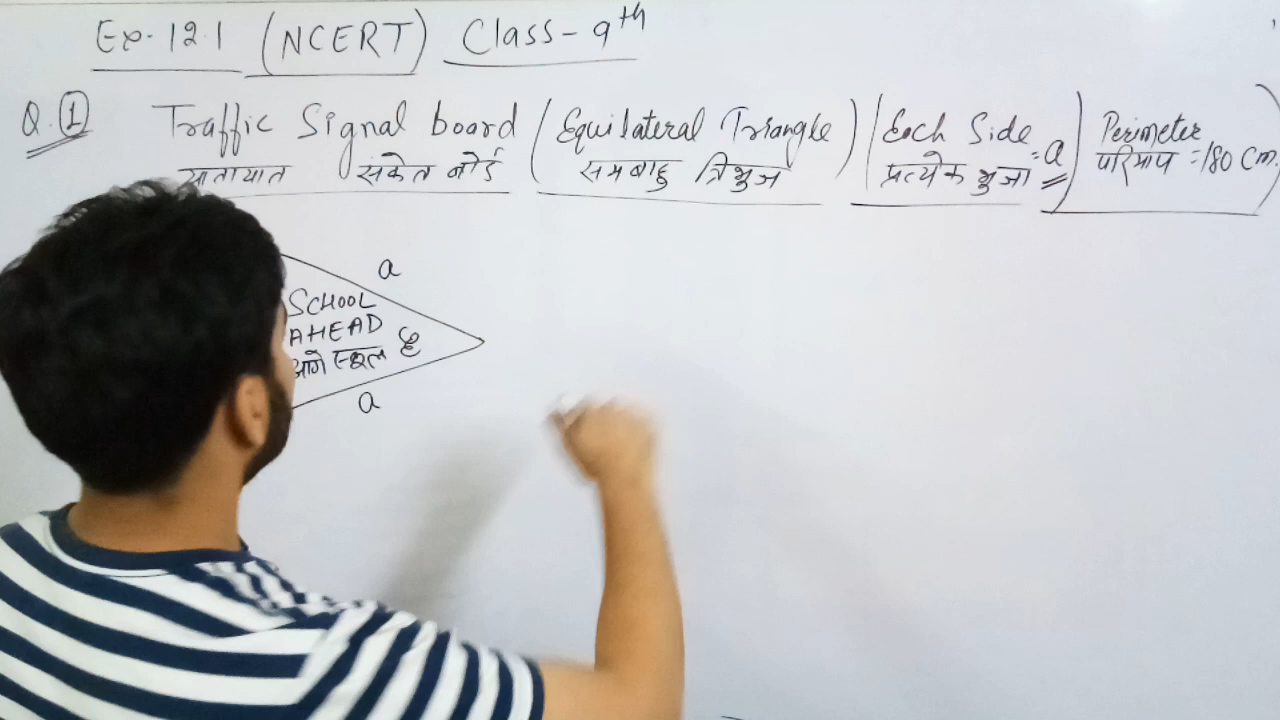 Ex-12.1 (NCERT) Class-9th
Q.1 Traffic Signal board (Equilateral Triangle) (Each Side = a) Perimeter = 180 cm)
यातायात संकेत बोर्ड समबाहु त्रिभुज प्रत्येक भुजा परिमाप
a
SCHOOL
AHEAD
आगे स्कूल है
a